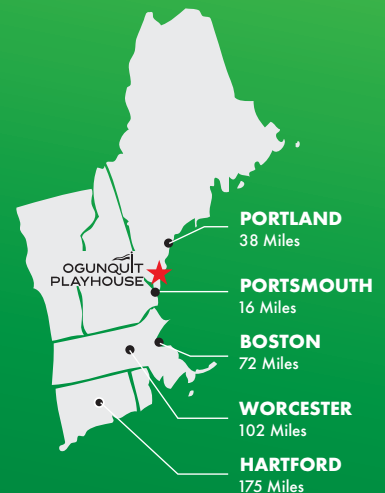 OGUNQUIT
PLAYHOUSE
PORTLAND
38 Miles
PORTSMOUTH
16 Miles
BOSTON
72 Miles
WORCESTER
102 Miles
HARTFORD
175 Miles